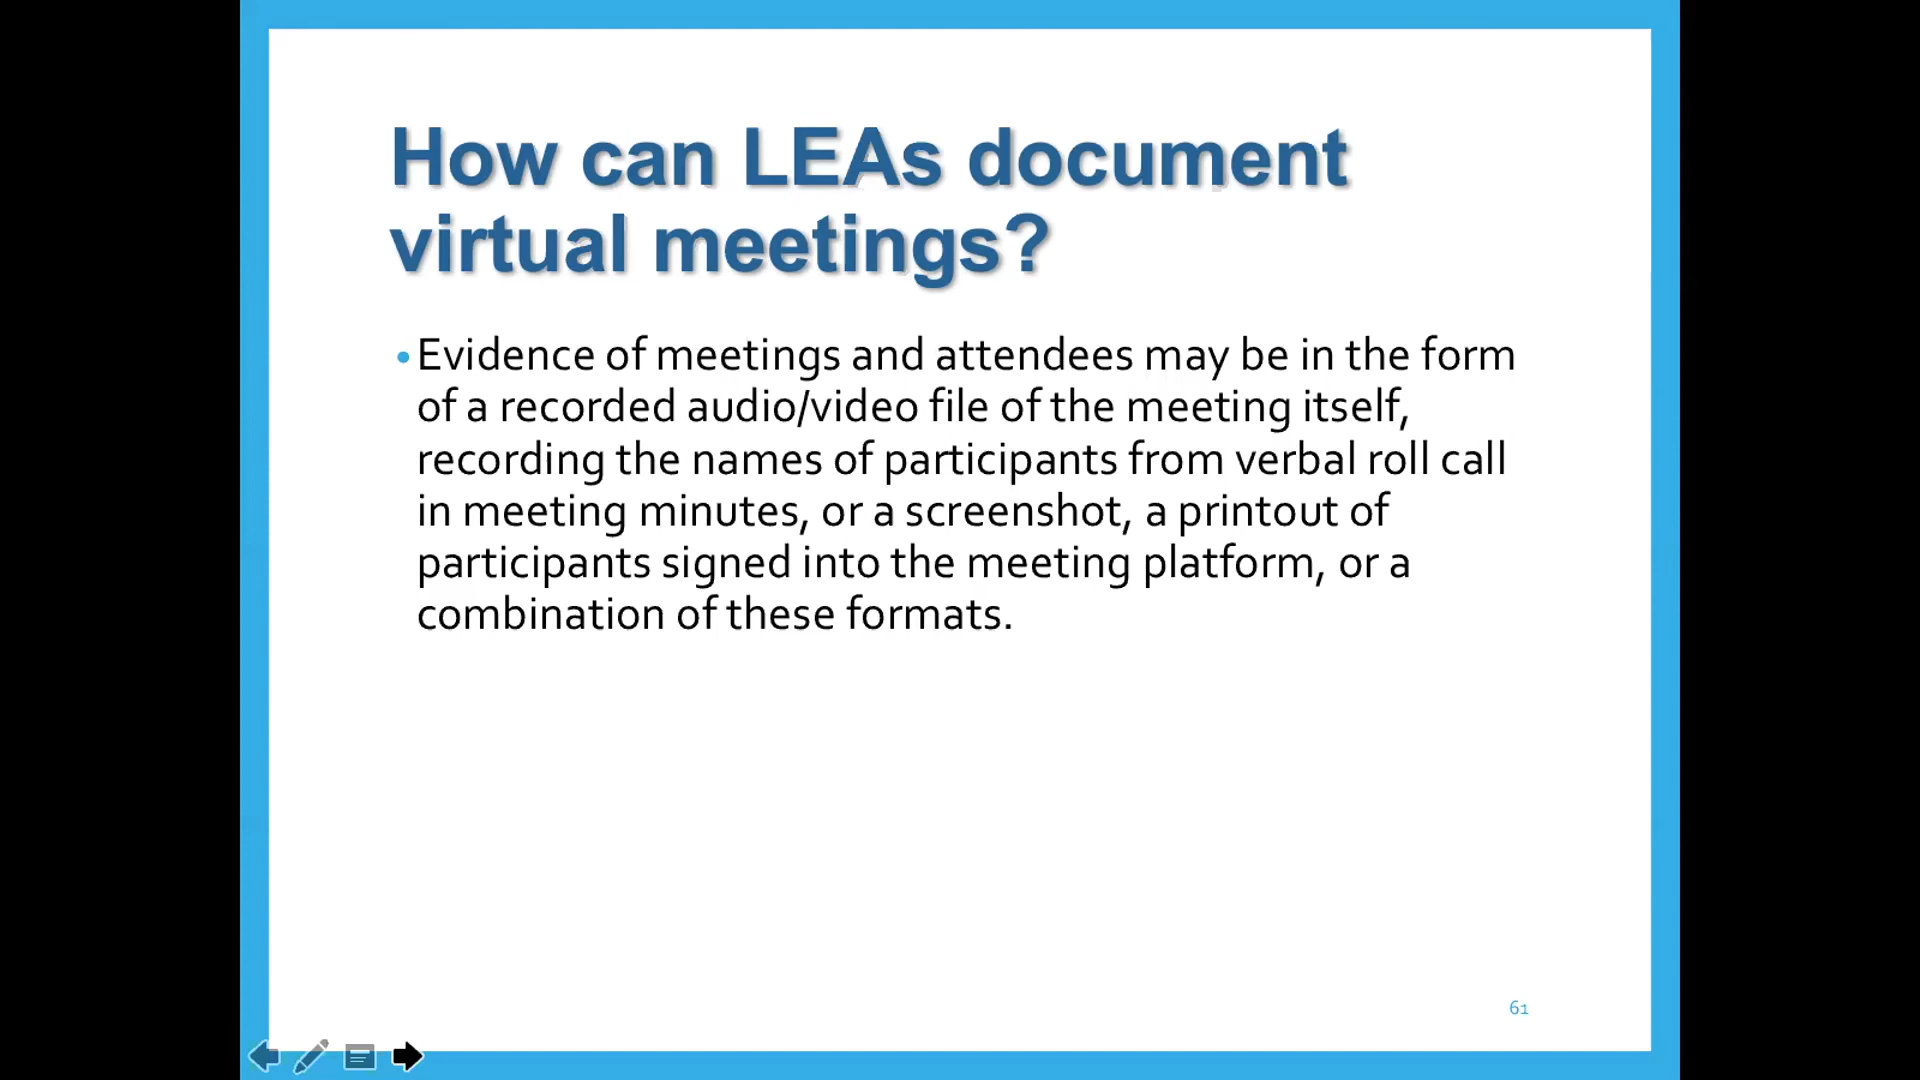 How can LEAs document
virtual meetings?
• Evidence of meetings and attendees may be in the form
of a recorded audio/video file of the meeting itself,
recording the names of participants from verbal roll call
in meeting minutes, or a screenshot, a printout of
participants signed into the meeting platform, or a
combination of these formats.
61